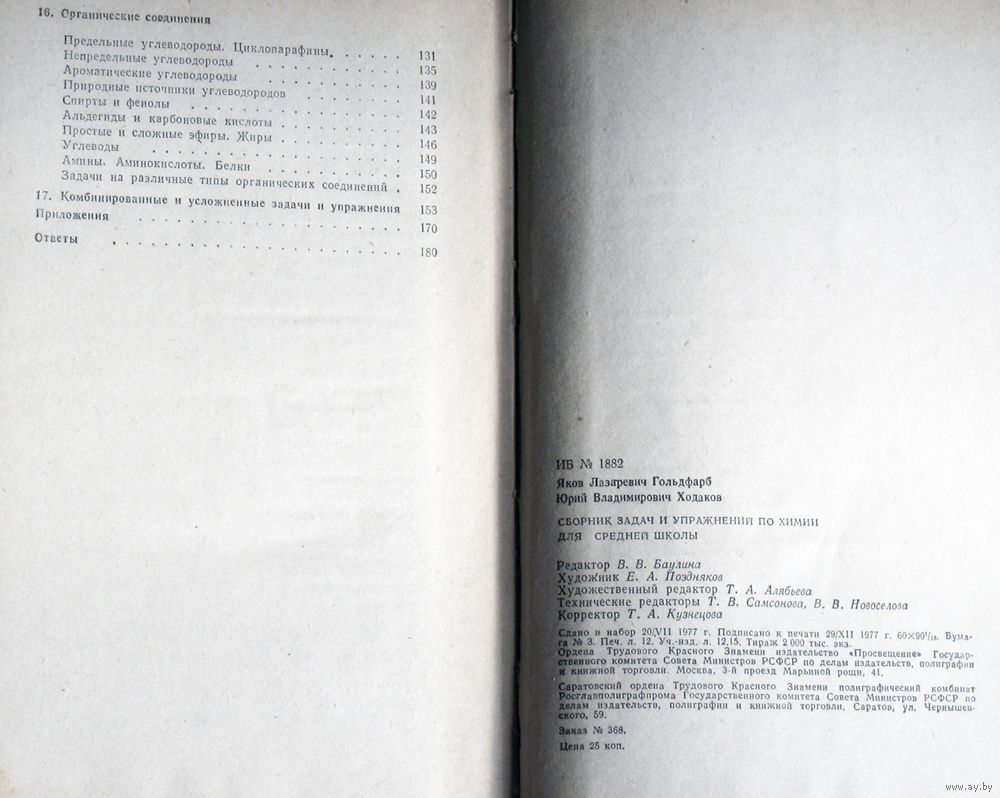 16. Органические соединения
Предельные углеводороды. Циклопарафины. . . . . . 131
Непредельные углеводороды . . . . . . . . . . 135
Ароматические углеводороды . . . . . . . . . . 139
Природные источники углеводородов . . . . . . . 141
Спирты и фенолы . . . . . . . . . . . . . 142
Альдегиды и карбоновые кислоты . . . . . . . . 143
Простые и сложные эфиры. Жиры . . . . . . . . 146
Углеводы . . . . . . . . . . . . . . . 149
Амины. Аминокислоты. Белки . . . . . . . . . 150
Задачи на различные типы органических соединений . 152
17. Комбинированные и усложненные задачи и упражнения 153
Приложения . . . . . . . . . . . . . . . 170
Ответы . . . . . . . . . . . . . . . . . 180
ИБ № 1882
Яков Лазаревич Гольдфарб
Юрий Владимирович Ходаков
СБОРНИК ЗАДАЧ И УПРАЖНЕНИЙ ПО ХИМИИ
ДЛЯ СРЕДНЕЙ ШКОЛЫ
Редактор В. В. Баулина
Художник Е. А. Поздняков
Художественный редактор Т. А. Алябьева
Технические редакторы Т. В. Самсонова, В. В. Новоселова
Корректор Т. А. Кузнецова
Сдано в набор 20/VII 1977 г. Подписано к печати 29/XII 1977 г. 60×90¹/₁₆. Бума-
га № 3. Печ. л. 12. Уч.-изд. л. 12,15. Тираж 2 000 тыс. экз.
Ордена Трудового Красного Знамени издательство «Просвещение» Государ-
ственного комитета Совета Министров РСФСР по делам издательств, полиграфии
и книжной торговли. Москва, 3-й проезд Марьиной рощи, 41.
Саратовский ордена Трудового Красного Знамени полиграфический комбинат
Росглавполиграфпрома Государственного комитета Совета Министров РСФСР по
делам издательств, полиграфии и книжной торговли. Саратов, ул. Чернышев-
ского, 59.
Заказ № 368.
Цена 25 коп.
www.ay.by